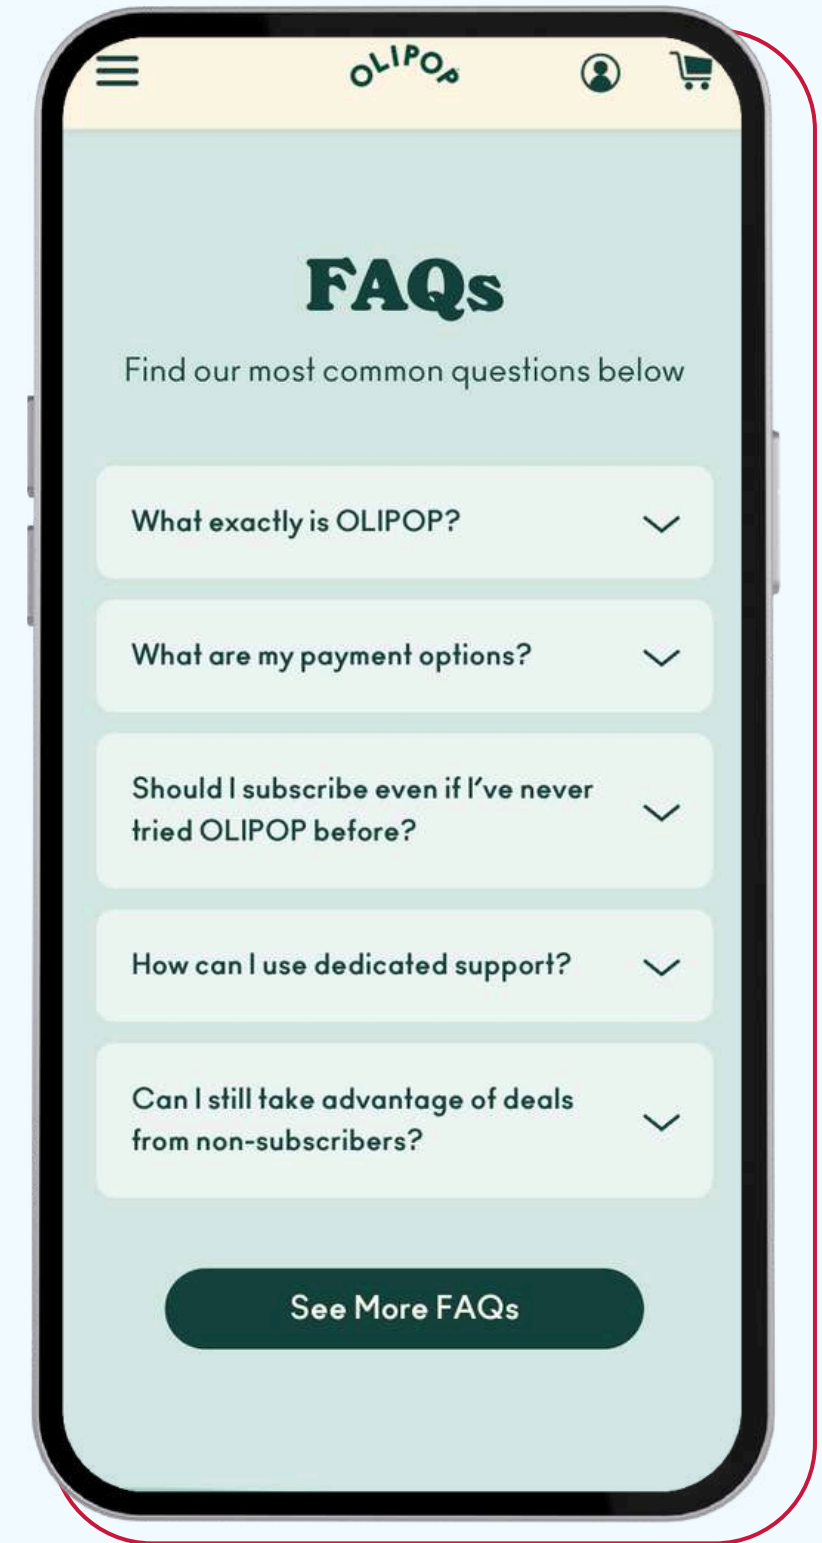 OLIPOP
FAQs
Find our most common questions below
What exactly is OLIPOP?
What are my payment options?
Should I subscribe even if I’ve never
tried OLIPOP before?
How can I use dedicated support?
Can I still take advantage of deals
from non-subscribers?
See More FAQs